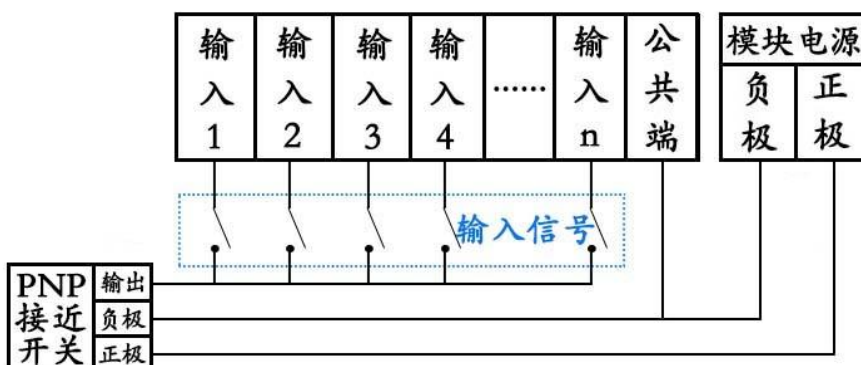 输入1
输入2
输入3
输入4
……
输入n
公共端
模块电源
负极
正极
输入信号
PNP接近开关
输出
负极
正极